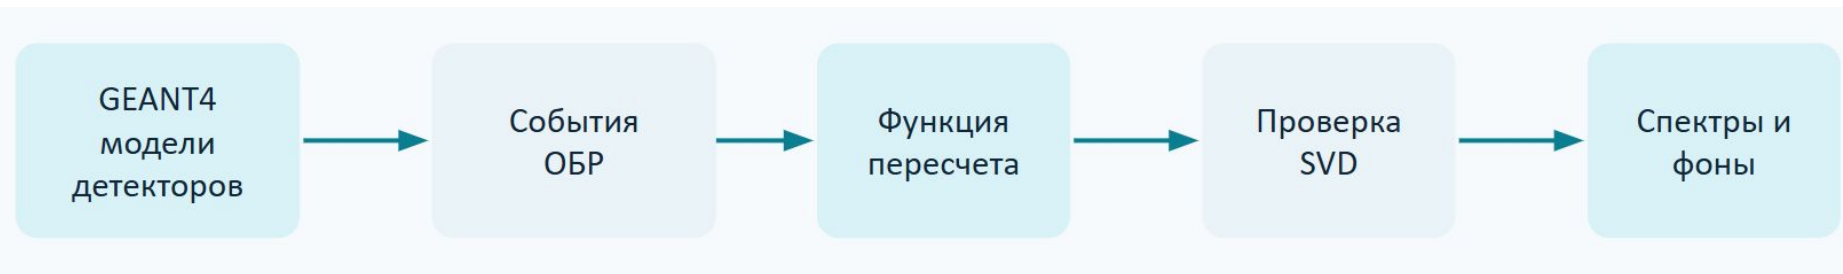 GEANT4
модели
детекторов
События
ОБР
Функция
пересчета
Проверка
SVD
Спектры и
фоны